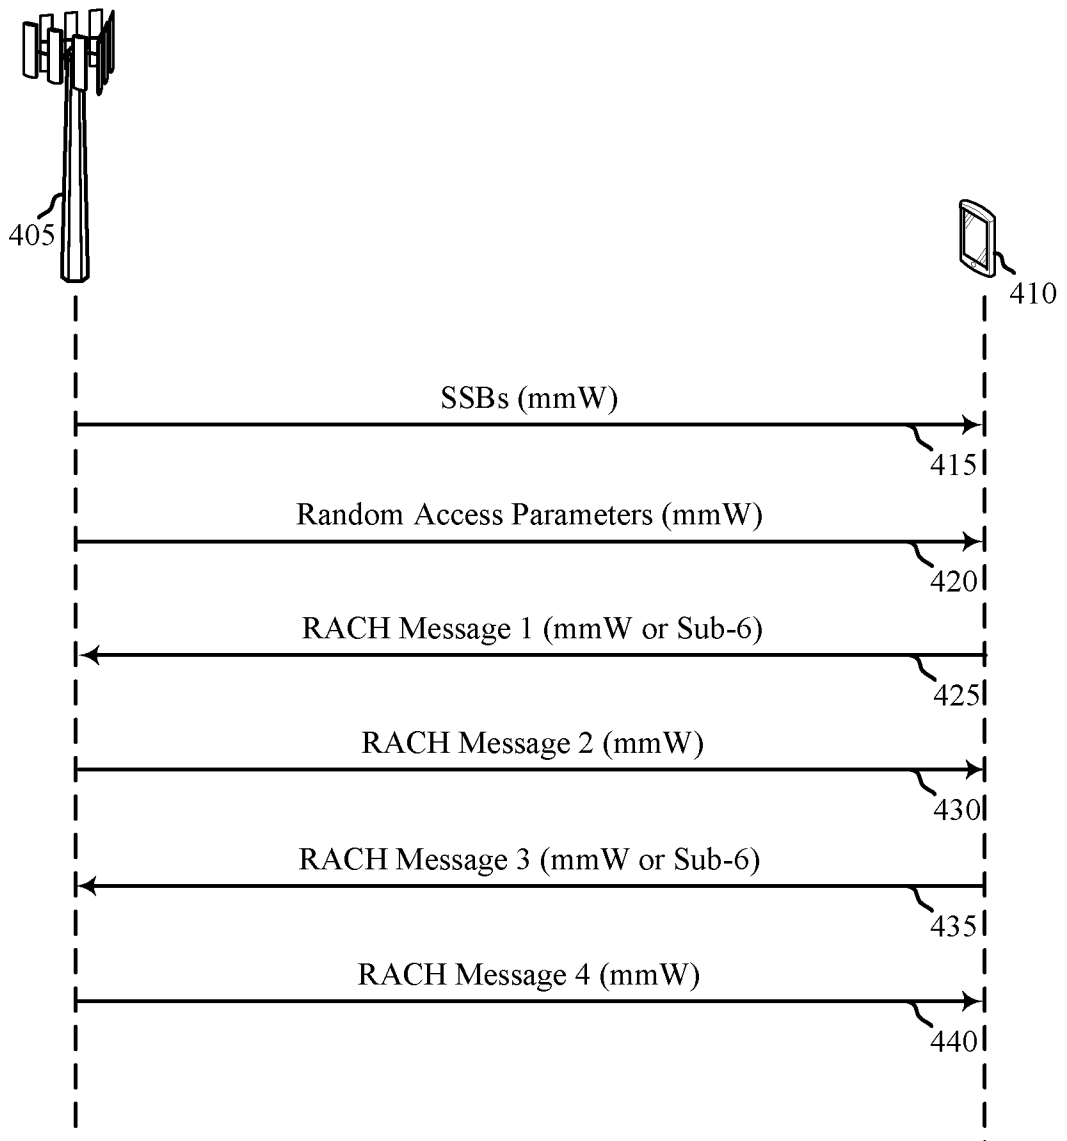 405
410
SSBs (mmW)
415
Random Access Parameters (mmW)
420
RACH Message 1 (mmW or Sub-6)
425
RACH Message 2 (mmW)
430
RACH Message 3 (mmW or Sub-6)
435
RACH Message 4 (mmW)
440